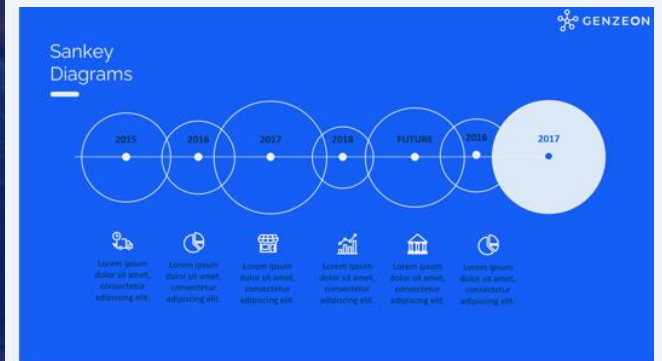 GENZEON
Sankey
Diagrams
2015
2016
2017
2018
FUTURE
2016
2017
Lorem ipsum
dolor sit amet,
consectetur
adipiscing elit.
Lorem ipsum
dolor sit amet,
consectetur
adipiscing elit.
Lorem ipsum
dolor sit amet,
consectetur
adipiscing elit.
Lorem ipsum
dolor sit amet,
consectetur
adipiscing elit.
Lorem ipsum
dolor sit amet,
consectetur
adipiscing elit.
Lorem ipsum
dolor sit amet,
consectetur
adipiscing elit.